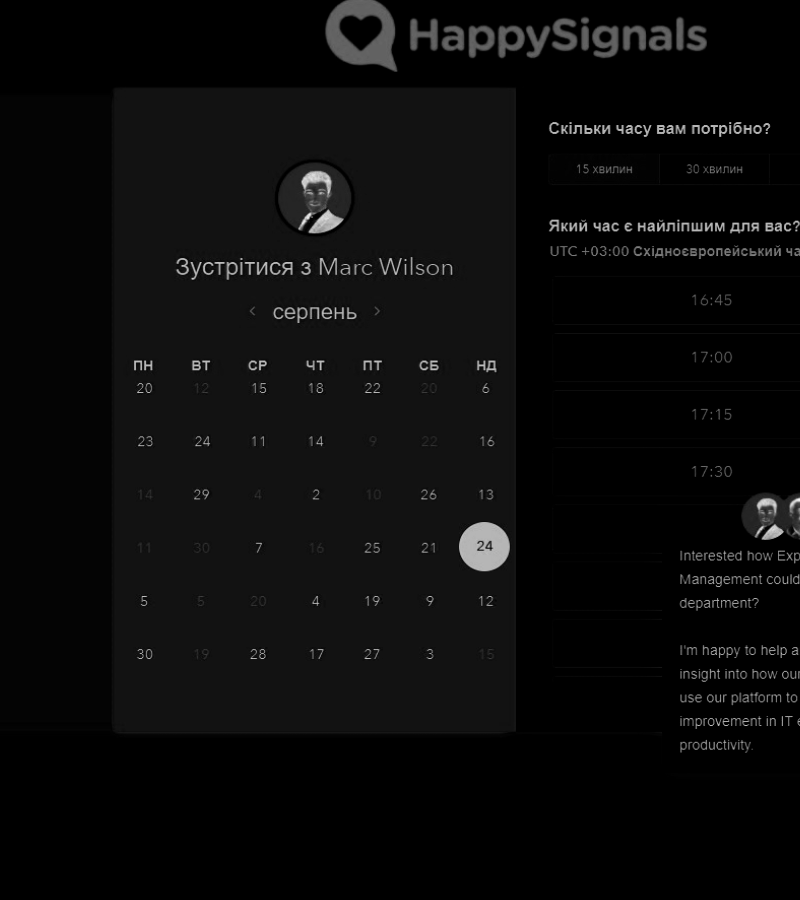 HappySignals
Зустрітися з Marc Wilson
серпень
ПН ВТ СР ЧТ ПТ СБ НД
20 12 15 18 22 20 6
23 24 11 14 9 22 16
14 29 4 2 10 26 13
11 30 7 16 25 21 24
5 5 20 4 19 9 12
30 19 28 17 27 3 15
Скільки часу вам потрібно?
15 хвилин 30 хвилин
Який час є найліпшим для вас?
UTC +03:00 Східноєвропейський ча
16:45
17:00
17:15
17:30
Interested how Exp
Management could
department?
I'm happy to help a
insight into how our
use our platform to
improvement in IT e
productivity.